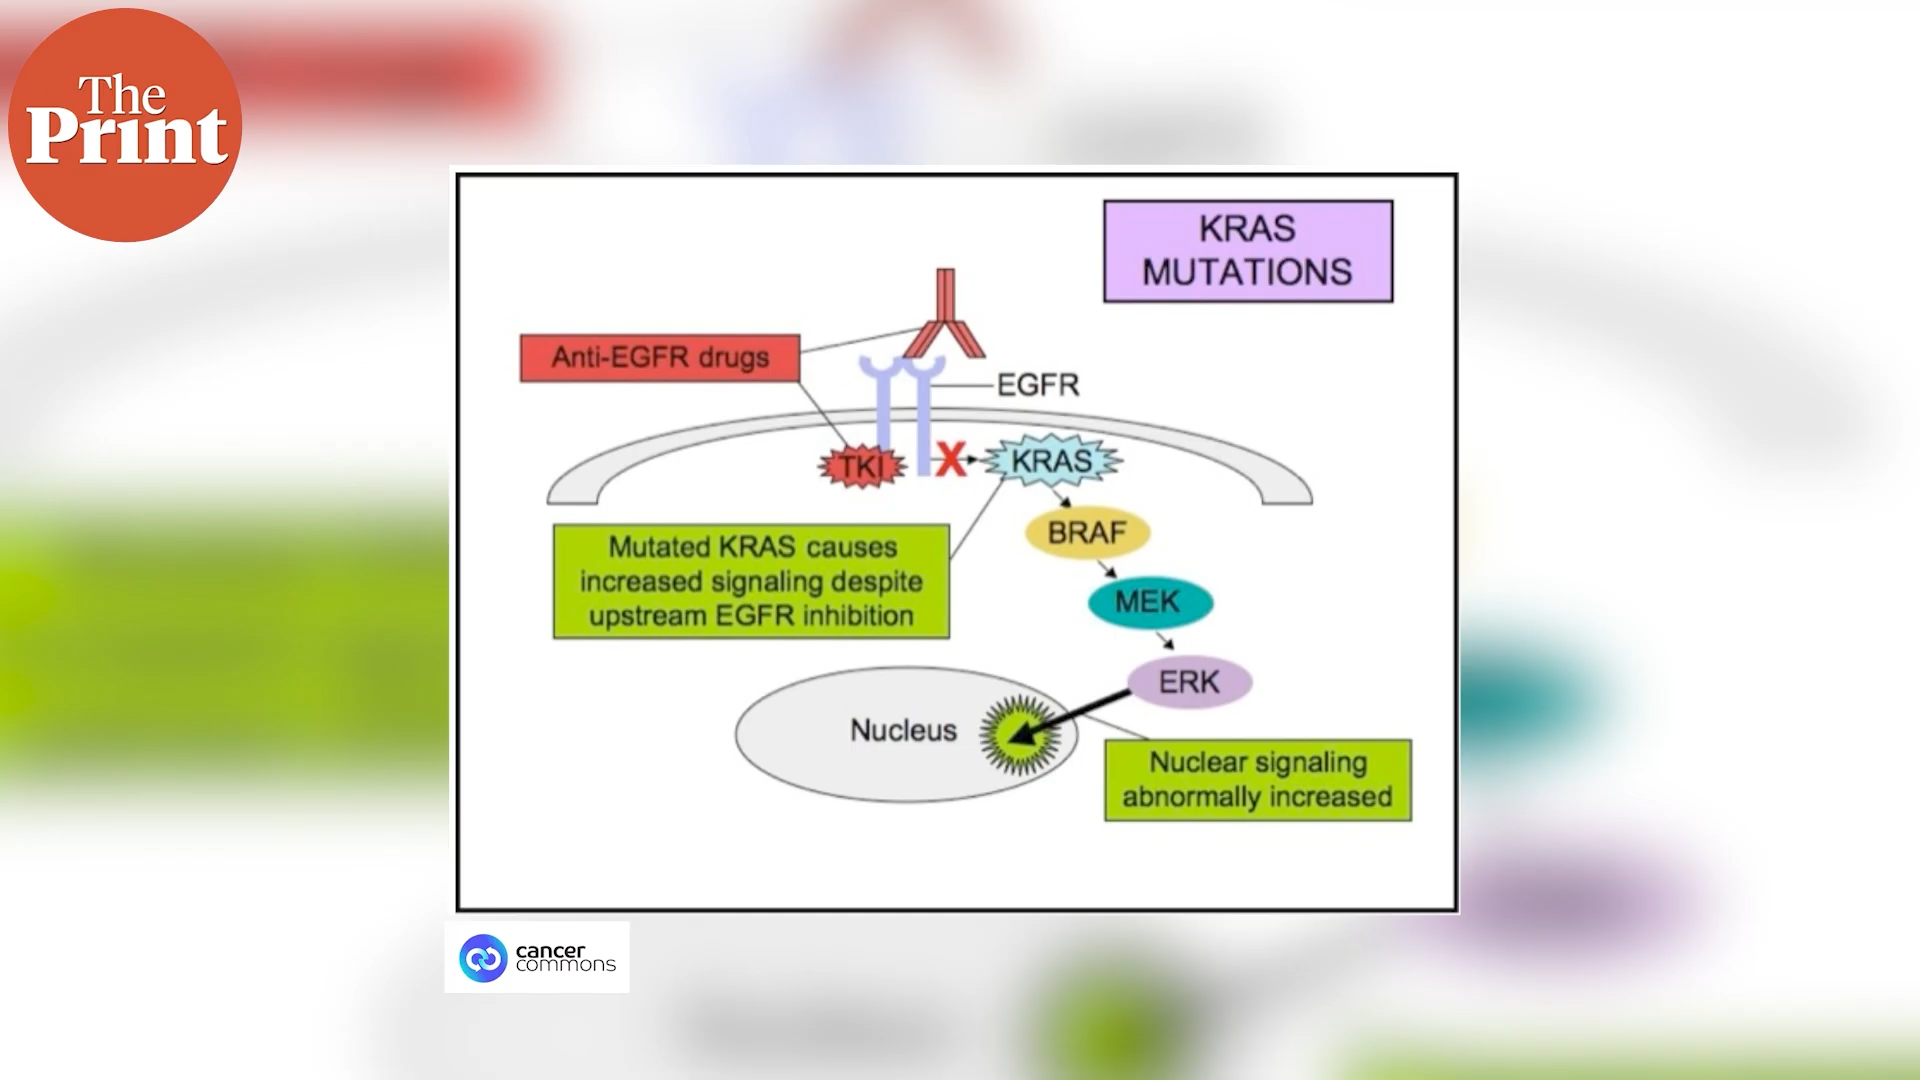 The
Print
KRAS
MUTATIONS
Anti-EGFR drugs
EGFR
TKI
X
KRAS
BRAF
Mutated KRAS causes
increased signaling despite
upstream EGFR inhibition
MEK
ERK
Nucleus
Nuclear signaling
abnormally increased
cancer
commons